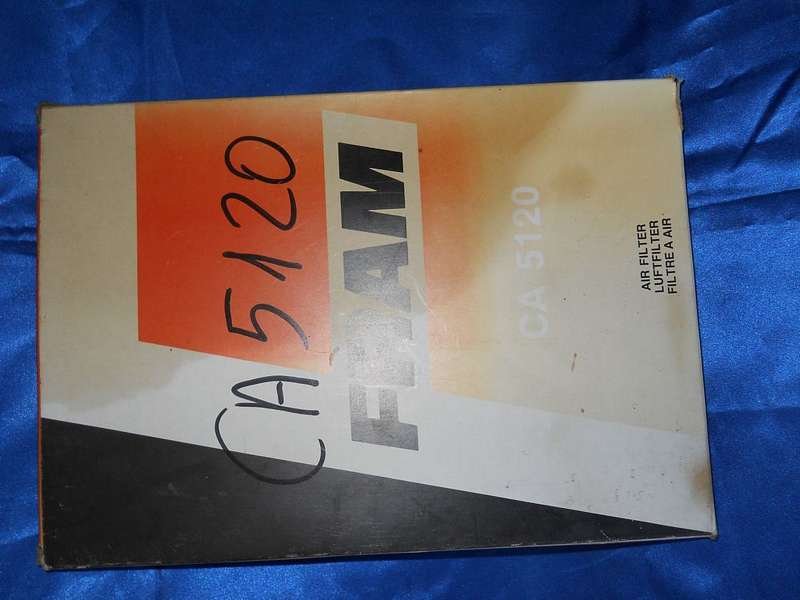 CA 5120
FRAM
CA 5120
AIR FILTER
LUFTFILTER
FILTRE A AIR